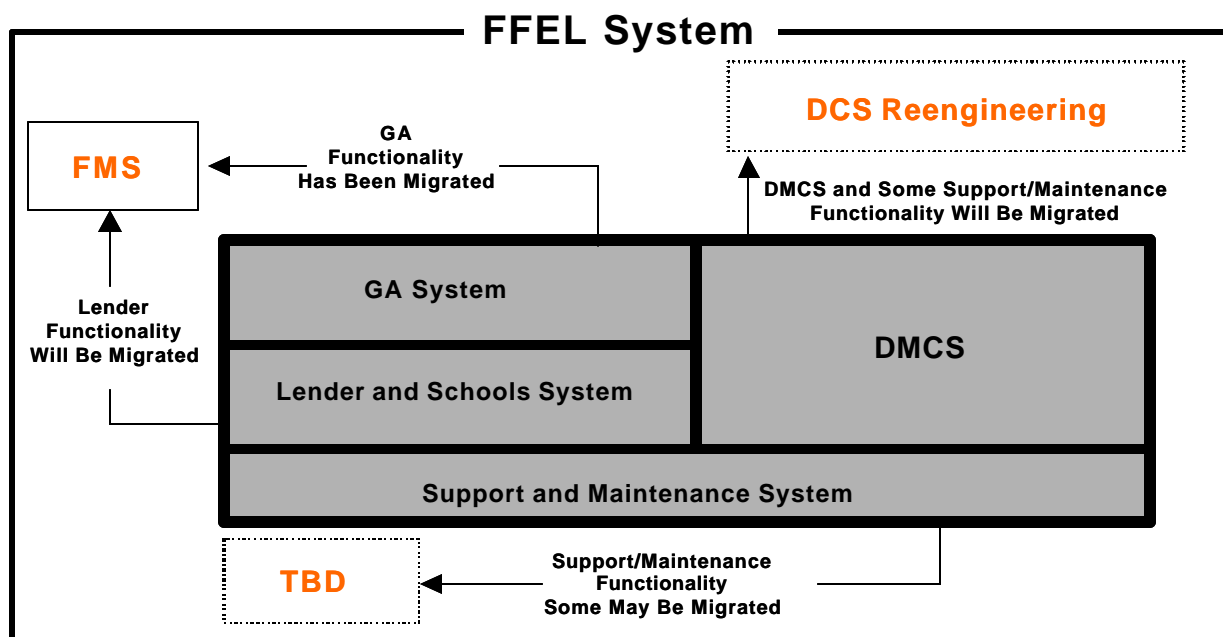 FFEL System
DCS Reengineering
FMS
GA
Functionality
Has Been Migrated
DMCS and Some Support/Maintenance
Functionality Will Be Migrated
GA System
Lender
Functionality
Will Be Migrated
DMCS
Lender and Schools System
Support and Maintenance System
TBD
Support/Maintenance
Functionality
Some May Be Migrated